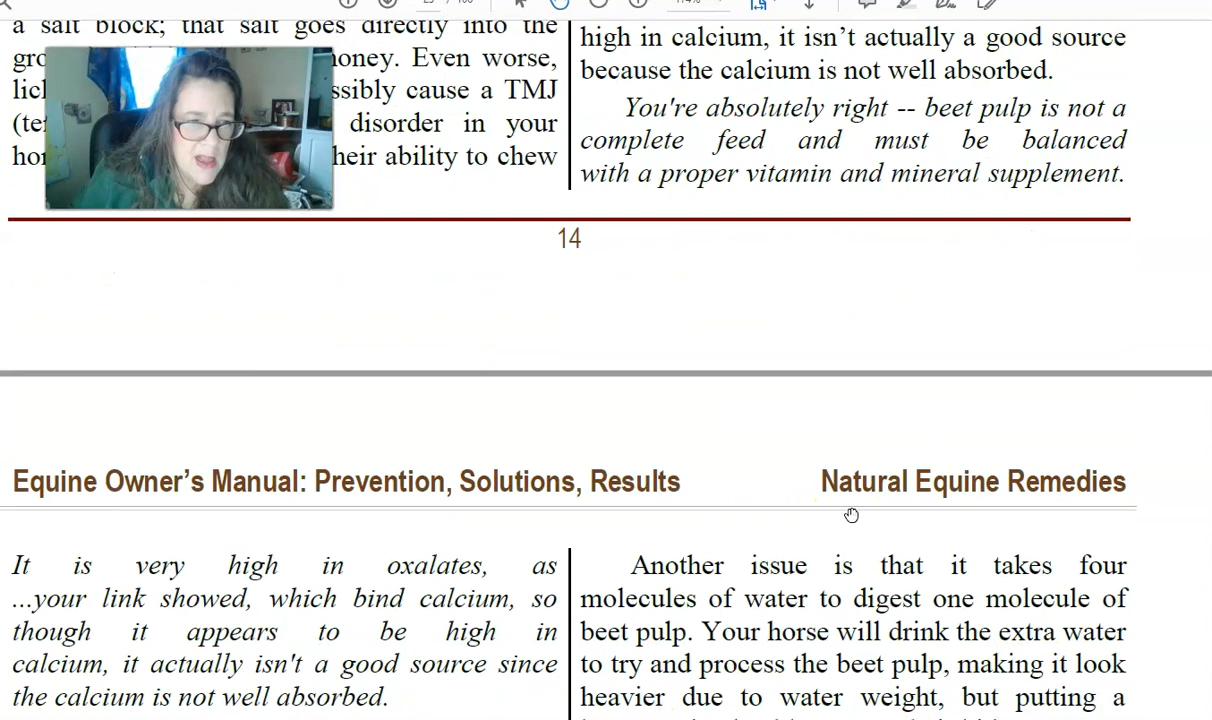 a salt block; that salt goes directly into the
money. Even worse,
possibly cause a TMJ
disorder in your
their ability to chew
high in calcium, it isn't actually a good source
because the calcium is not well absorbed.
You're absolutely right -- beet pulp is not a
complete feed and must be balanced
with a proper vitamin and mineral supplement.
14
Equine Owner's Manual: Prevention, Solutions, Results
Natural Equine Remedies
It is very high in oxalates, as
...your link showed, which bind calcium, so
though it appears to be high in
calcium, it actually isn't a good source since
the calcium is not well absorbed.
Another issue is that it takes four
molecules of water to digest one molecule of
beet pulp. Your horse will drink the extra water
to try and process the beet pulp, making it look
heavier due to water weight, but putting a